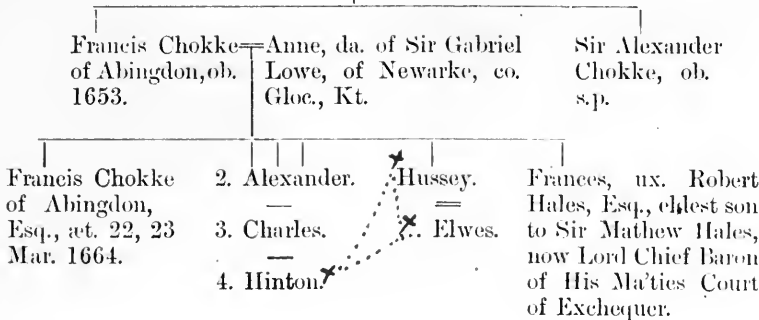 Francis Chokke
of Abingdon, ob.
1653.
Anne, da. of Sir Gabriel
Lowe, of Newarke, co.
Gloc., Kt.
Sir Alexander
Chokke, ob.
s.p.
Francis Chokke
of Abingdon,
Esq., æt. 22, 23
Mar. 1664.
2. Alexander.
3. Charles.
4. Hinton.
Hussey.
=
... Elwes.
Frances, ux. Robert
Hales, Esq., eldest son
to Sir Mathew Hales,
now Lord Chief Baron
of His Ma'ties Court
of Exchequer.